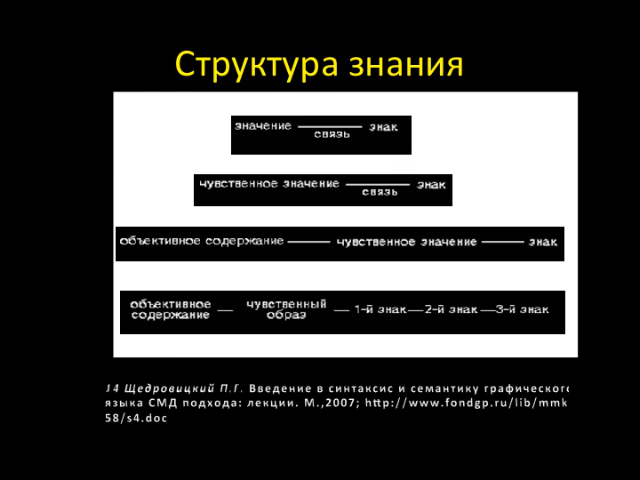 Структура знания
значение ——— знак
связь
чувственное значение ——— знак
связь
объективное содержание —— чувственное значение —— знак
объективное содержание — чувственный образ — 1-й знак — 2-й знак — 3-й знак
14 Щедровицкий П.Г. Введение в синтаксис и семантику графического
языка СМД подхода: лекции. М.,2007; http://www.fondgp.ru/lib/mmk
58/s4.doc